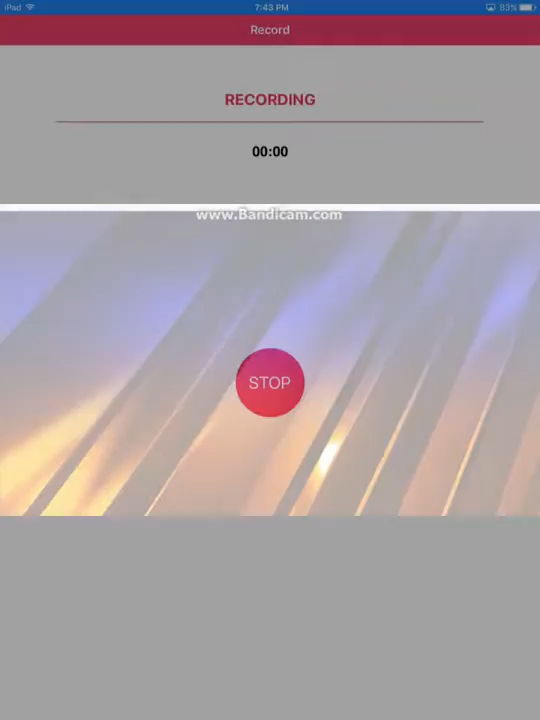 iPad 7:43 PM 83%
Record
RECORDING
00:00
www.Bandicam.com
STOP